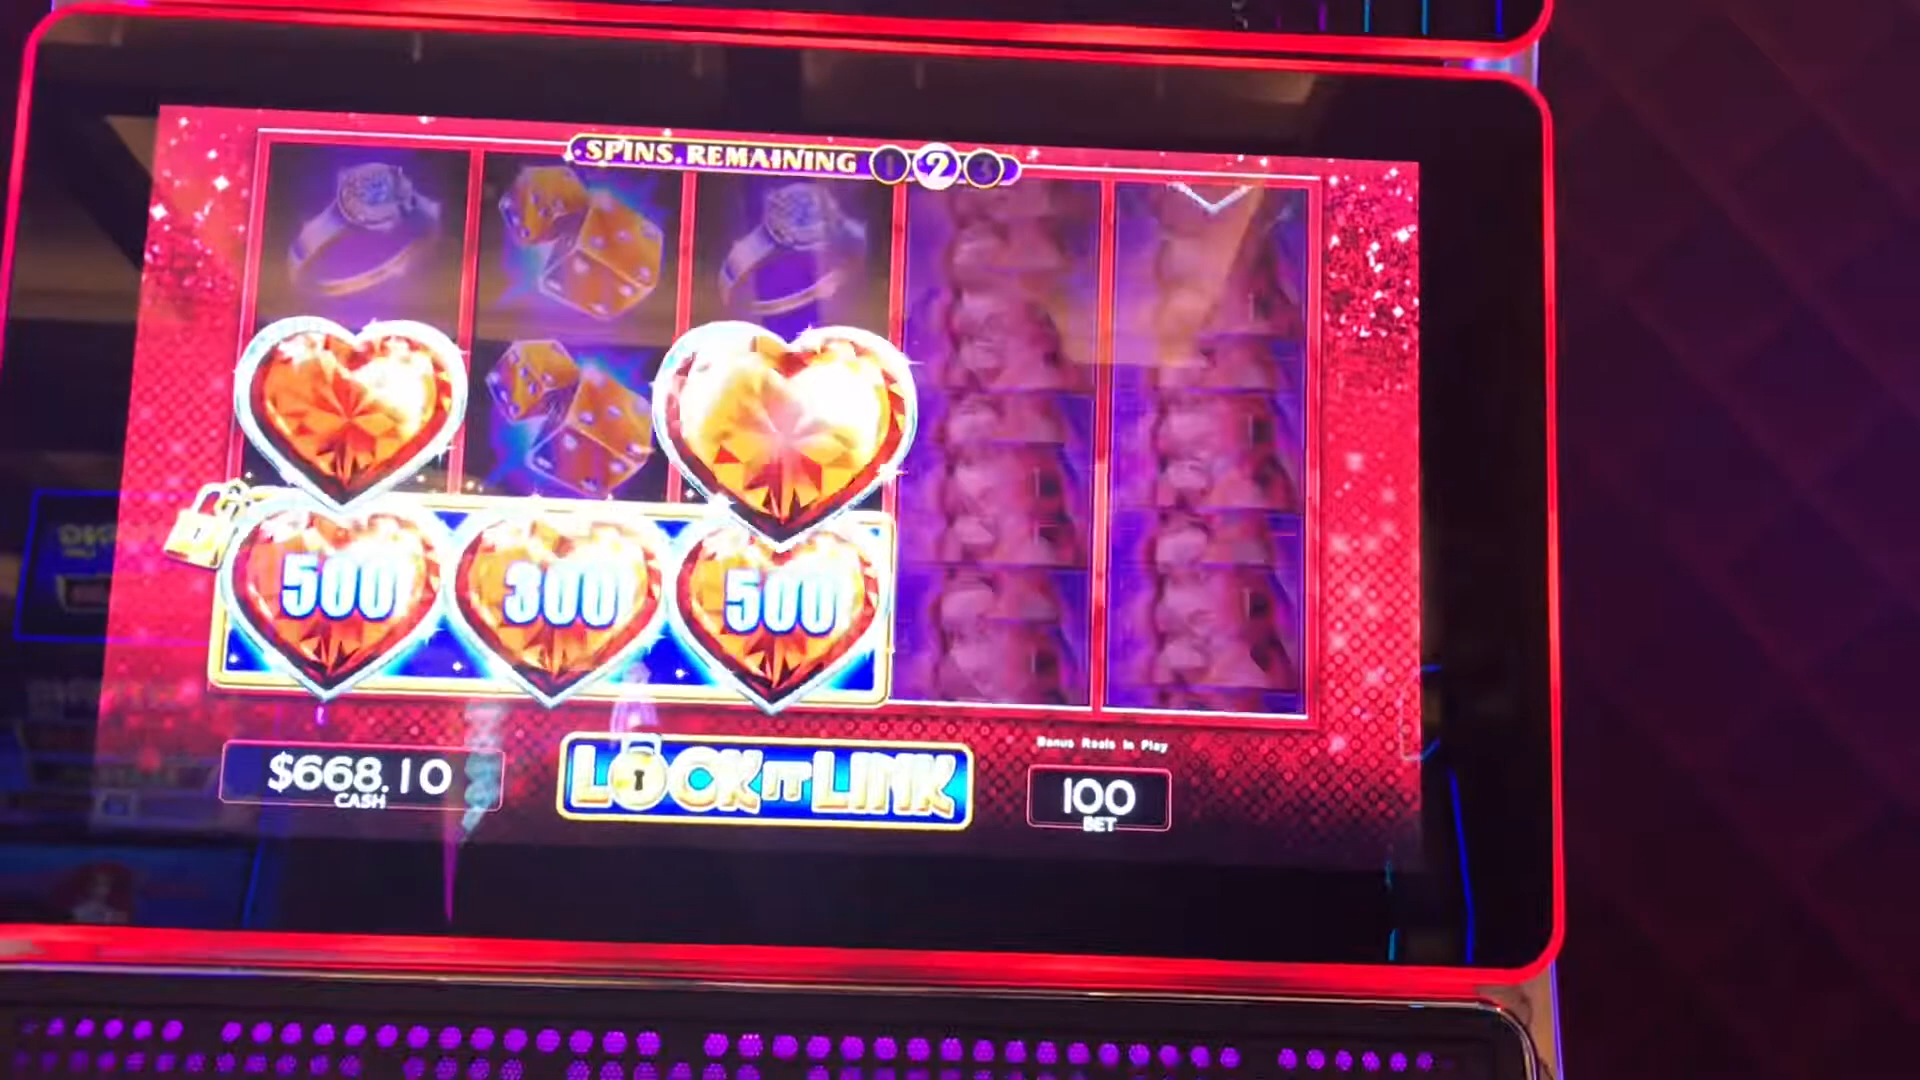 SPINS REMAINING 1 2 3
500 300 500
Bonus Reels In Play
$668.10
CASH
LOCK IT LINK
100
BET